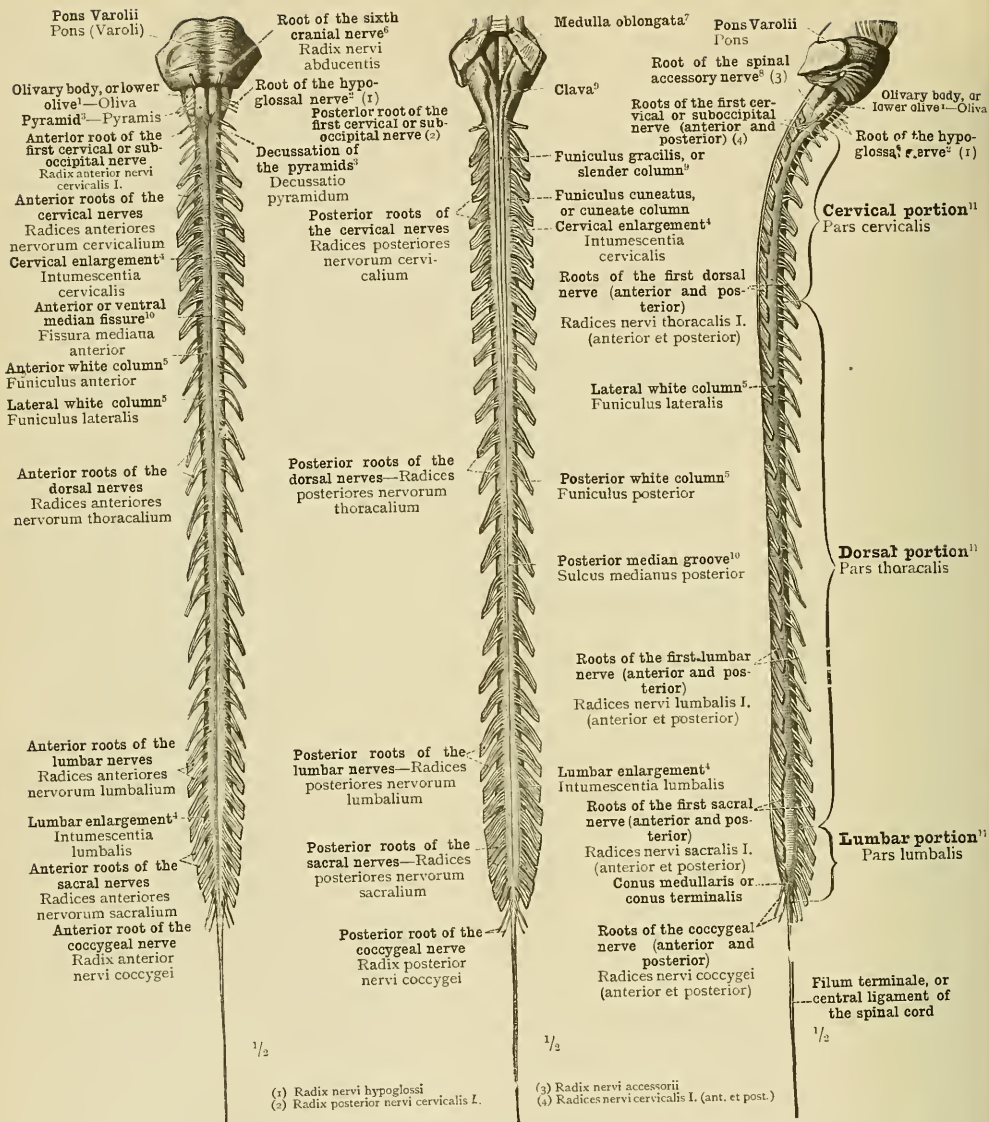 Pons Varolii
Pons (Varoli)
Olivary body, or lower
olive¹—Oliva
Pyramid³—Pyramis
Anterior root of the
first cervical or sub-
occipital nerve
Radix anterior nervi
cervicalis I.
Anterior roots of the
cervical nerves
Radices anteriores
nervorum cervicalium
Cervical enlargement⁴
Intumescentia
cervicalis
Anterior or ventral
median fissure¹⁰
Fissura mediana
anterior
Anterior white column⁵
Funiculus anterior
Lateral white column⁵
Funiculus lateralis
Anterior roots of the
dorsal nerves
Radices anteriores
nervorum thoracalium
Anterior roots of the
lumbar nerves
Radices anteriores
nervorum lumbalium
Lumbar enlargement⁴
Intumescentia
lumbalis
Anterior roots of the
sacral nerves
Radices anteriores
nervorum sacralium
Anterior root of the
coccygeal nerve
Radix anterior
nervi coccygei
Root of the sixth
cranial nerve⁶
Radix nervi
abducentis
Root of the hypo-
glossal nerve² (1)
Posterior root of the
first cervical or sub-
occipital nerve (2)
Decussation of
the pyramids³
Decussatio
pyramidum
Posterior roots of
the cervical nerves
Radices posteriores
nervorum cervi-
calium
Posterior roots of the
dorsal nerves—Radices
posteriores nervorum
thoracalium
Posterior roots of the
lumbar nerves—Radices
posteriores nervorum
lumbalium
Posterior roots of the
sacral nerves—Radices
posteriores nervorum
sacralium
Posterior root of the
coccygeal nerve
Radix posterior
nervi coccygei
1/2
Medulla oblongata⁷
Clava⁹
Funiculus gracilis, or
slender column⁹
Funiculus cuneatus,
or cuneate column
Cervical enlargement⁴
Intumescentia
cervicalis
Posterior white column⁵
Funiculus posterior
Posterior median groove¹⁰
Sulcus medianus posterior
1/2
Pons Varolii
Pons
Root of the spinal
accessory nerve⁸ (3)
Roots of the first cer-
vical or suboccipital
nerve (anterior and
posterior) (4)
Roots of the first dorsal
nerve (anterior and pos-
terior)
Radices nervi thoracalis I.
(anterior et posterior)
Lateral white column⁵
Funiculus lateralis
Roots of the first lumbar
nerve (anterior and pos-
terior)
Radices nervi lumbalis I.
(anterior et posterior)
Lumbar enlargement⁴
Intumescentia lumbalis
Roots of the first sacral
nerve (anterior and pos-
terior)
Radices nervi sacralis I.
(anterior et posterior)
Conus medullaris or
conus terminalis
Roots of the coccygeal
nerve (anterior and
posterior)
Radices nervi coccygei
(anterior et posterior)
Olivary body, or
lower olive¹—Oliva
Root of the hypo-
glossal nerve² (1)
Cervical portion¹¹
Pars cervicalis
Dorsal portion¹¹
Pars thoracalis
Lumbar portion¹¹
Pars lumbalis
Filum terminale, or
central ligament of
the spinal cord
1/2
(1) Radix nervi hypoglossi
(2) Radix posterior nervi cervicalis I.
(3) Radix nervi accessorii
(4) Radices nervi cervicalis I. (ant. et post.)